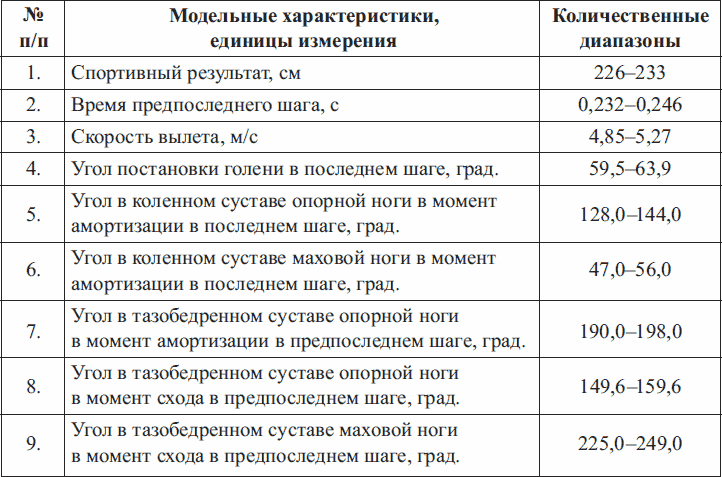 № п/п Модельные характеристики, единицы измерения Количественные диапазоны
1. Спортивный результат, см 226–233
2. Время предпоследнего шага, с 0,232–0,246
3. Скорость вылета, м/с 4,85–5,27
4. Угол постановки голени в последнем шаге, град. 59,5–63,9
5. Угол в коленном суставе опорной ноги в момент
амортизации в последнем шаге, град. 128,0–144,0
6. Угол в коленном суставе маховой ноги в момент
амортизации в последнем шаге, град. 47,0–56,0
7. Угол в тазобедренном суставе опорной ноги
в момент амортизации в предпоследнем шаге, град. 190,0–198,0
8. Угол в тазобедренном суставе опорной ноги
в момент схода в предпоследнем шаге, град. 149,6–159,6
9. Угол в тазобедренном суставе маховой ноги
в момент схода в предпоследнем шаге, град. 225,0–249,0